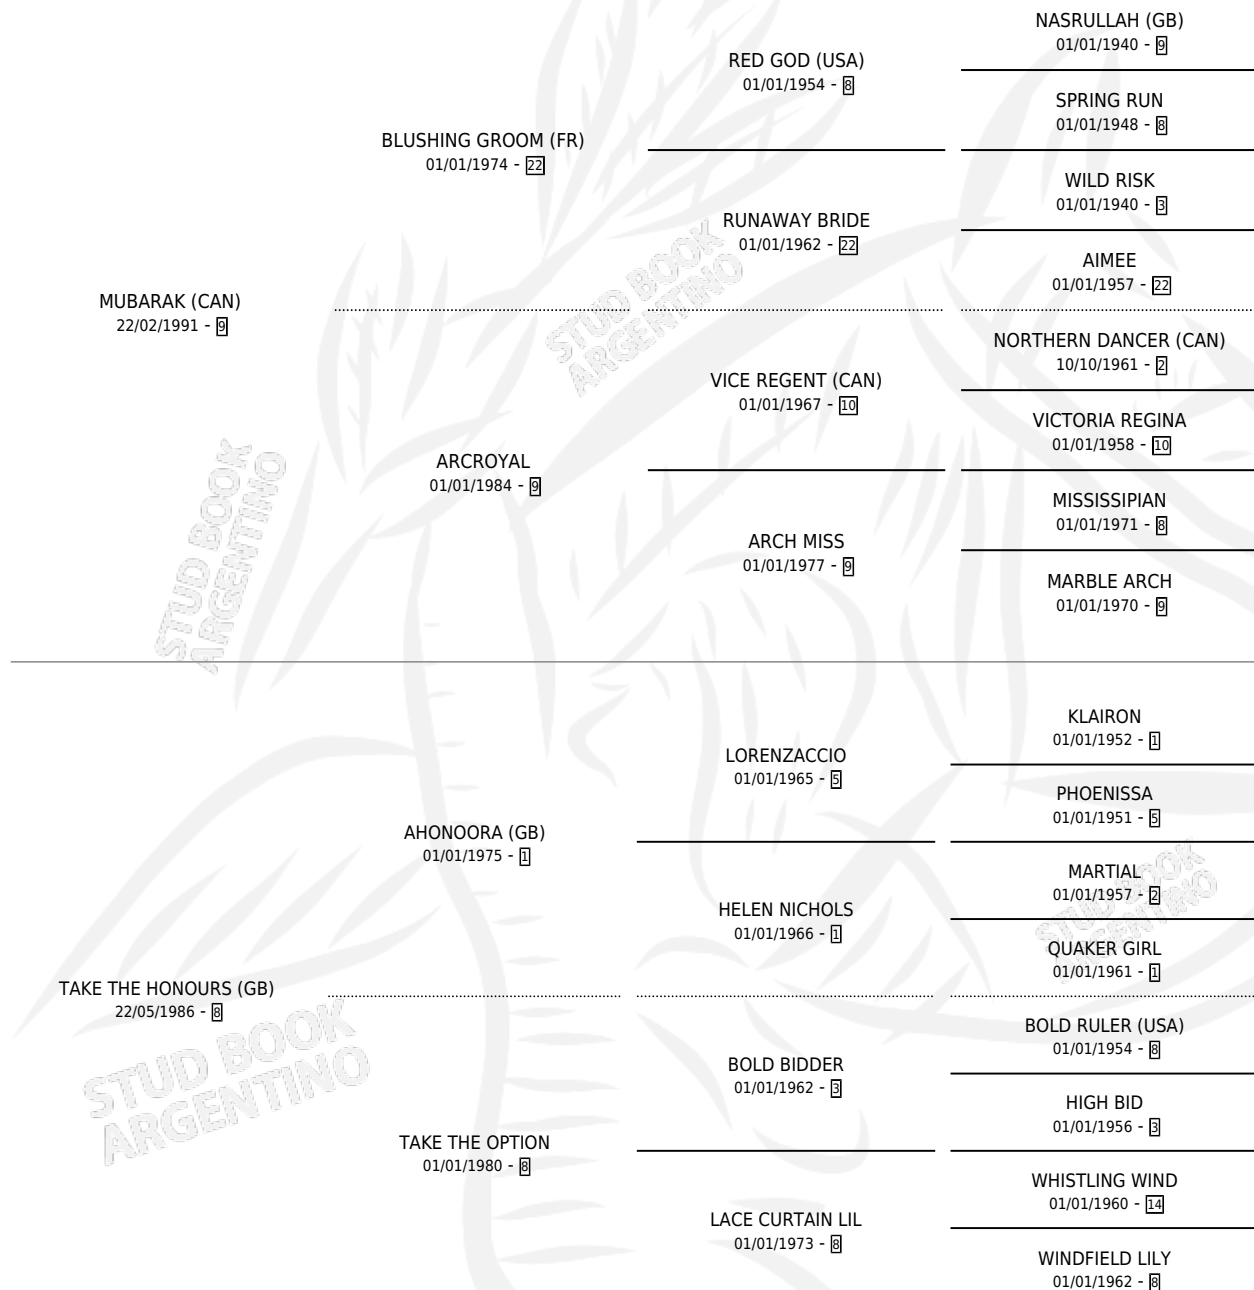 NASRULLAH (GB)
01/01/1940 - 9
RED GOD (USA)
01/01/1954 - 8
SPRING RUN
01/01/1948 - 8
BLUSHING GROOM (FR)
01/01/1974 - 22
WILD RISK
01/01/1940 - 3
RUNAWAY BRIDE
01/01/1962 - 22
AIMEE
01/01/1957 - 22
MUBARAK (CAN)
22/02/1991 - 9
NORTHERN DANCER (CAN)
10/10/1961 - 2
VICE REGENT (CAN)
01/01/1967 - 10
VICTORIA REGINA
01/01/1958 - 10
ARCROYAL
01/01/1984 - 9
MISSISSIPIAN
01/01/1971 - 8
ARCH MISS
01/01/1977 - 9
MARBLE ARCH
01/01/1970 - 9
KLAIRON
01/01/1952 - 1
LORENZACCIO
01/01/1965 - 5
PHOENISSA
01/01/1951 - 5
AHONOORA (GB)
01/01/1975 - 1
MARTIAL
01/01/1957 - 2
HELEN NICHOLS
01/01/1966 - 1
QUAKER GIRL
01/01/1961 - 1
TAKE THE HONOURS (GB)
22/05/1986 - 8
BOLD RULER (USA)
01/01/1954 - 8
BOLD BIDDER
01/01/1962 - 3
HIGH BID
01/01/1956 - 3
TAKE THE OPTION
01/01/1980 - 8
WHISTLING WIND
01/01/1960 - 14
LACE CURTAIN LIL
01/01/1973 - 8
WINDFIELD LILY
01/01/1962 - 8
STUD BOOK
ARGENTINO
STUD BOOK
ARGENTINO
STUD BOOK
ARGENTINO
STUD BOOK
ARGENTINO